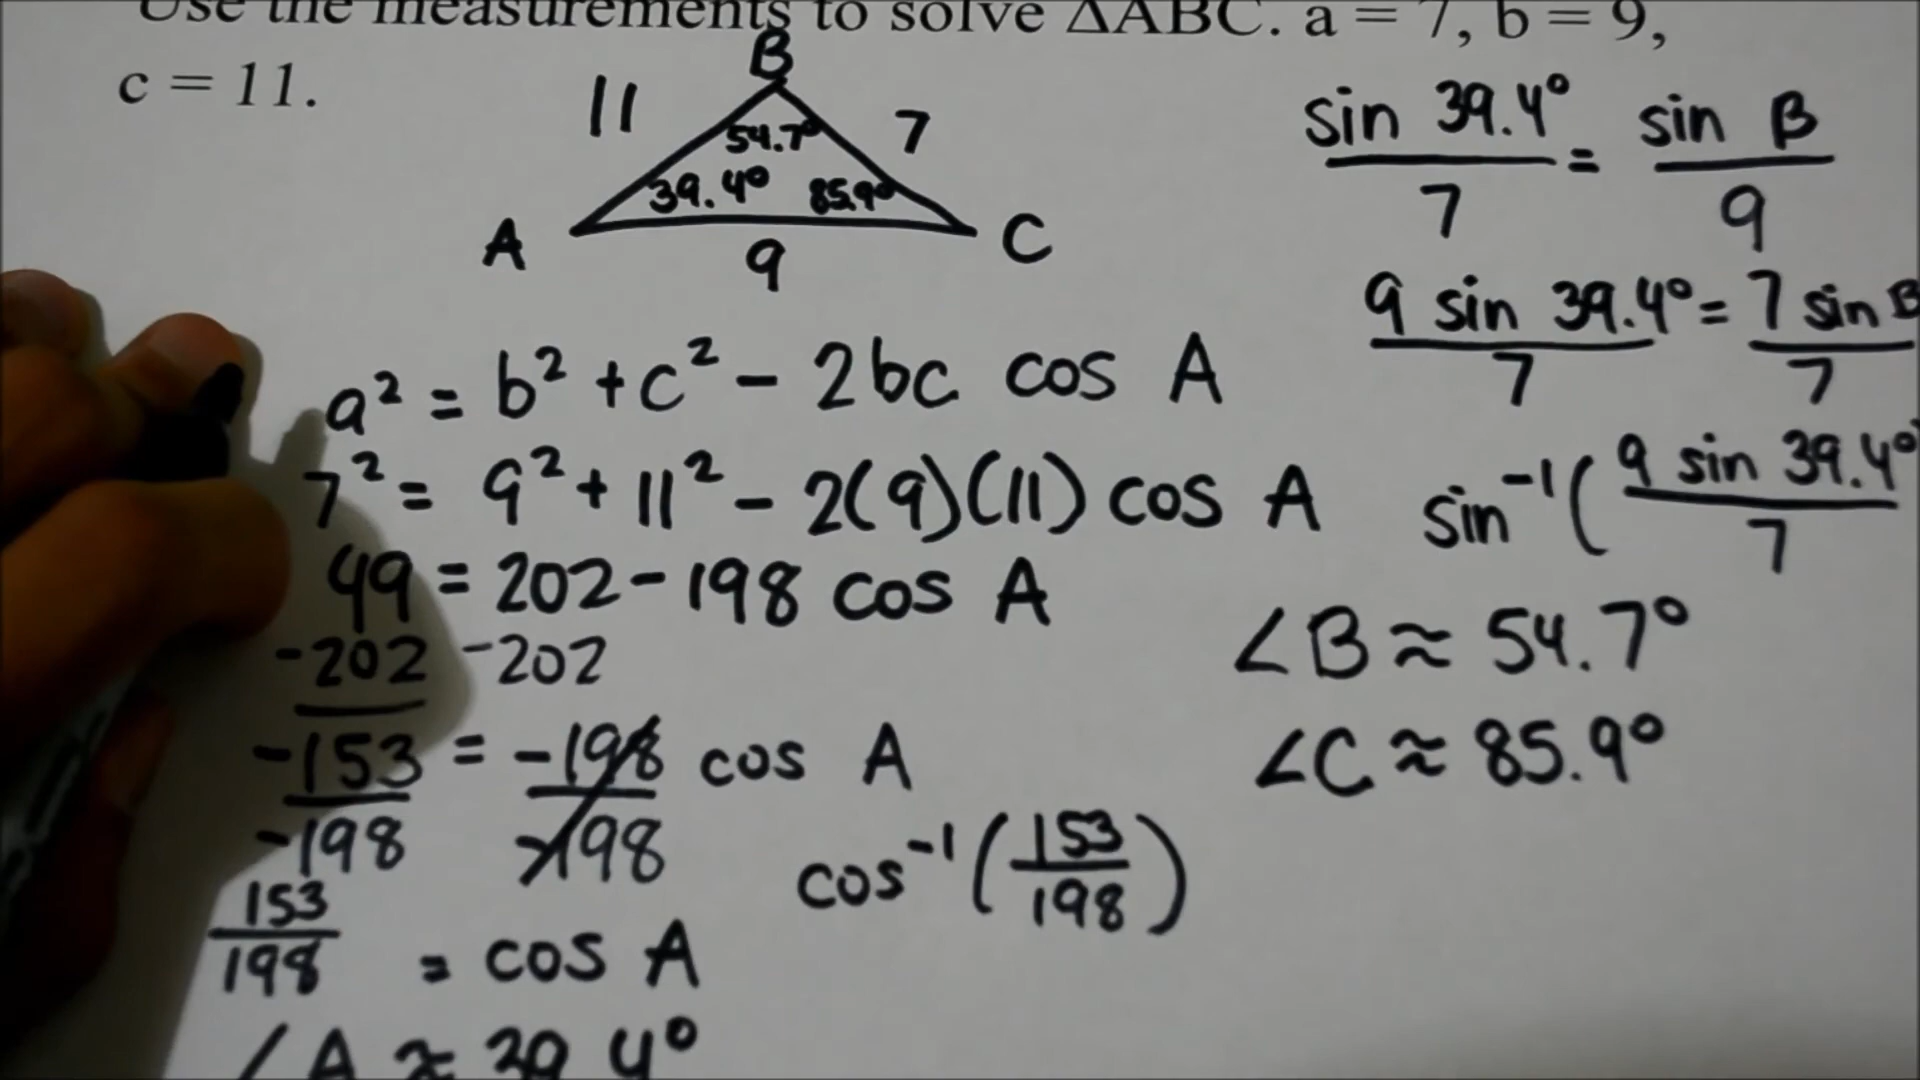 Use the measurements to solve ΔABC. a = 7, b = 9,
c = 11.
B
11
7
54.7°
39.4°
85.9°
A
C
9
a² = b² + c² - 2bc cos A
7² = 9² + 11² - 2(9)(11) cos A
49 = 202 - 198 cos A
-202 -202
-153 = -198 cos A
-198 -198
153
198 = cos A
∠A ≈ 39.4°
cos⁻¹(153/198)
sin 39.4° = sin B
7 9
9 sin 39.4° = 7 sin B
7 7
sin⁻¹(9 sin 39.4°
7
∠B ≈ 54.7°
∠C ≈ 85.9°